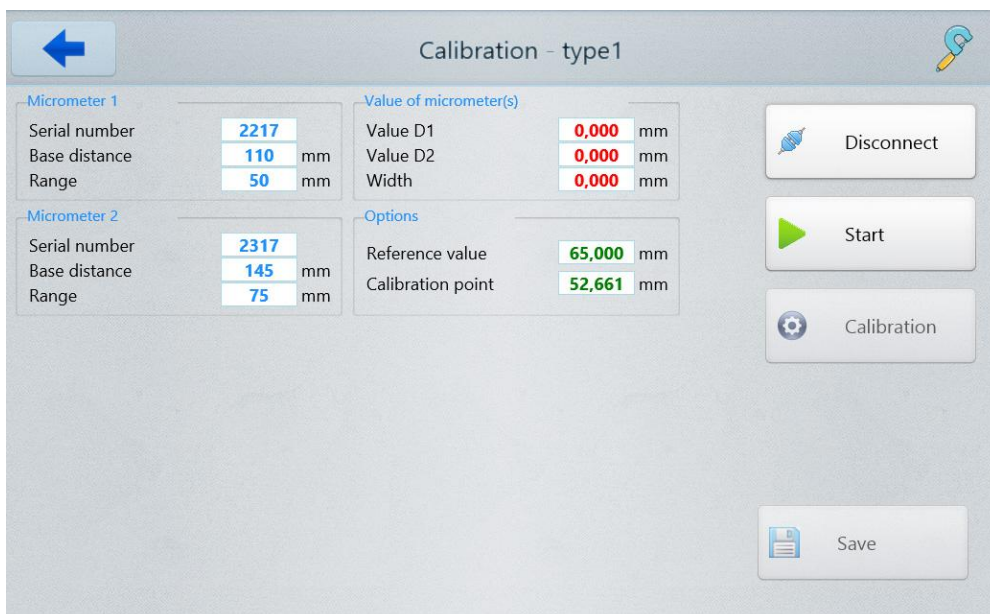 Calibration - type1
Micrometer 1
Serial number 2217
Base distance 110 mm
Range 50 mm
Micrometer 2
Serial number 2317
Base distance 145 mm
Range 75 mm
Value of micrometer(s)
Value D1 0,000 mm
Value D2 0,000 mm
Width 0,000 mm
Options
Reference value 65,000 mm
Calibration point 52,661 mm
Disconnect
Start
Calibration
Save